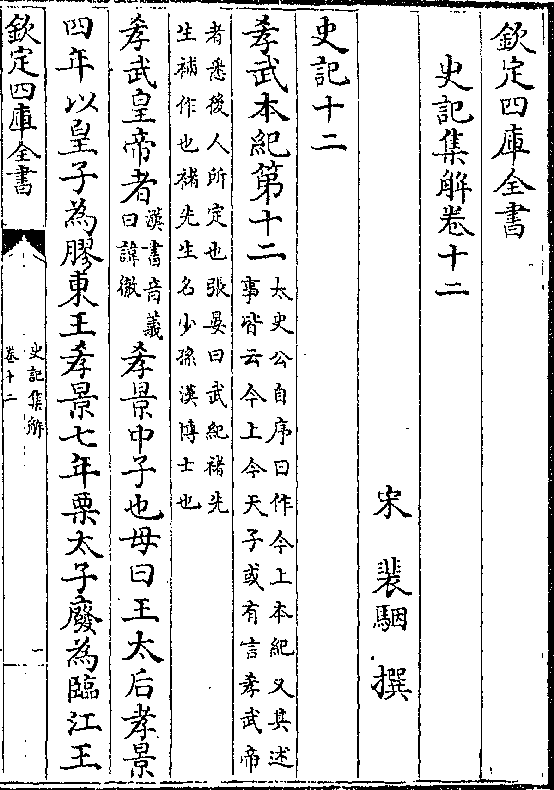 欽定四庫全書
史記集解卷十二
宋　裴駰　撰
史記十二
孝武本紀第十二太史公自序曰作今上本紀又其述
事皆云今上今天子或有言孝武帝
者悉後人所定也張晏曰武紀禇先
生補作也補先生名少孫漢博士也
孝武皇帝者漢書音義
曰諱徹
孝景中子也母曰王太后孝景
四年以皇子為膠東王孝景七年栗太子廢為臨江王
欽定四庫全書
史記集解
卷十二
一